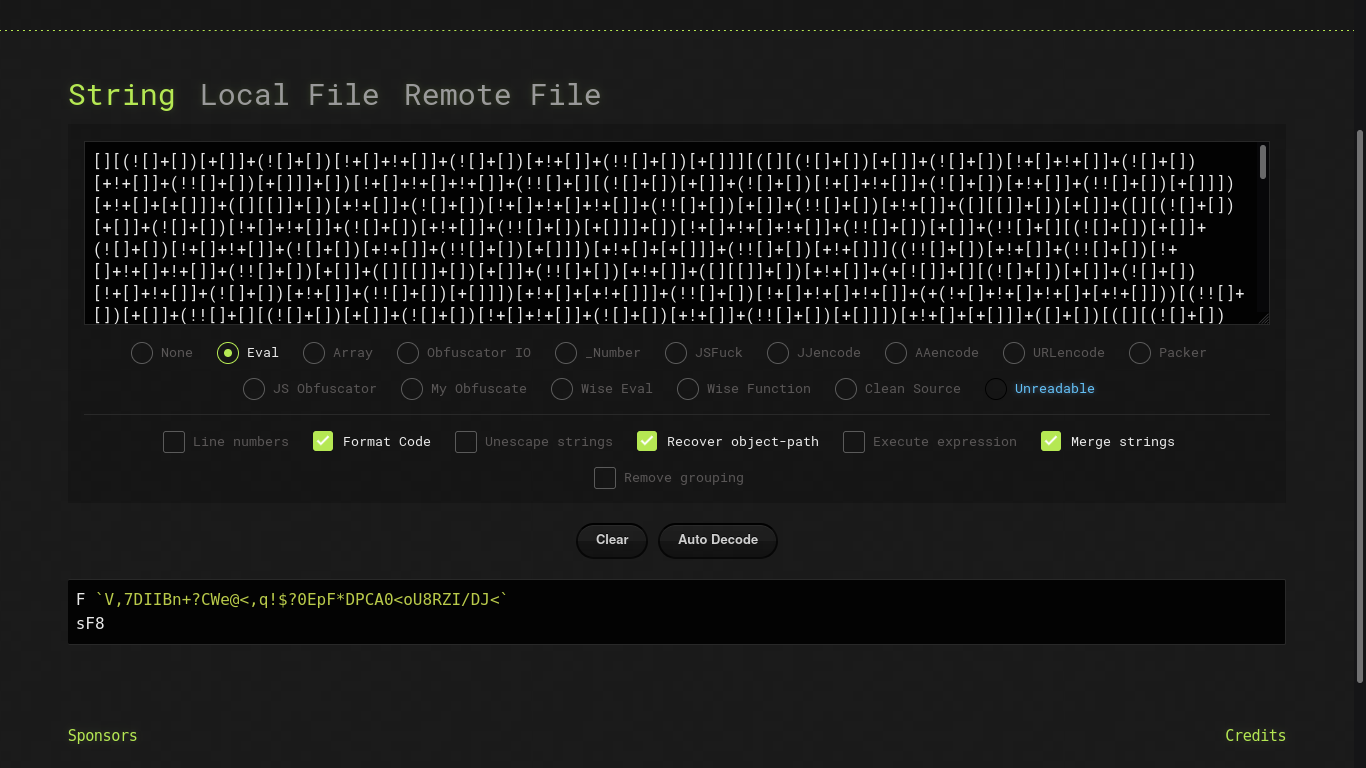 String Local File Remote File
[][(![]+[])[+[]]+(![]+[])[!+[]+!+[]]+(![]+[])[+!+[]]+(!![]+[])[+[]]][([][(![]+[])[+[]]+(![]+[])[!+[]+!+[]]+(![]+[])
[+!+[]]+(!![]+[])[+[]]]+[])[!+[]+!+[]+!+[]]+(!![]+[][(![]+[])[+[]]+(![]+[])[!+[]+!+[]]+(![]+[])[+!+[]]+(!![]+[])[+[]]])
[+!+[]+[+[]]]+([][[]]+[])[+!+[]]+(![]+[])[!+[]+!+[]+!+[]]+(!![]+[])[+[]]+(!![]+[])[+!+[]]+([][[]]+[])[+[]]+([][(![]+[])
[+[]]+(![]+[])[!+[]+!+[]]+(![]+[])[+!+[]]+(!![]+[])[+[]]]+[])[!+[]+!+[]+!+[]]+(!![]+[])[+[]]+(!![]+[][(![]+[])[+[]]+
(![]+[])[!+[]+!+[]]+(![]+[])[+!+[]]+(!![]+[])[+[]]])[+!+[]+[+[]]]+(!![]+[])[+!+[]]]((!![]+[])[+!+[]]+(!![]+[])[!+
[]+!+[]+!+[]]+(!![]+[])[+[]]+([][[]]+[])[+[]]+(!![]+[])[+!+[]]+([][[]]+[])[+!+[]]+(+[![]]+[][(![]+[])[+[]]+(![]+[])
[!+[]+!+[]]+(![]+[])[+!+[]]+(!![]+[])[+[]]])[+!+[]+[+!+[]]]+(!![]+[])[!+[]+!+[]+!+[]]+(+(!+[]+!+[]+!+[]+[+!+[]]))[(!![]+
[])[+[]]+(!![]+[][(![]+[])[+[]]+(![]+[])[!+[]+!+[]]+(![]+[])[+!+[]]+(!![]+[])[+[]]])[+!+[]+[+[]]]+([]+[])[([][(![]+[])
None Eval Array Obfuscator IO _Number JSFuck JJencode AAencode URLencode Packer
JS Obfuscator My Obfuscate Wise Eval Wise Function Clean Source Unreadable
Line numbers Format Code Unescape strings Recover object-path Execute expression Merge strings
Remove grouping
Clear Auto Decode
F `V,7DIIBn+?CWe@<,q!$?0EpF*DPCA0<oU8RZI/DJ<`
sF8
Sponsors Credits